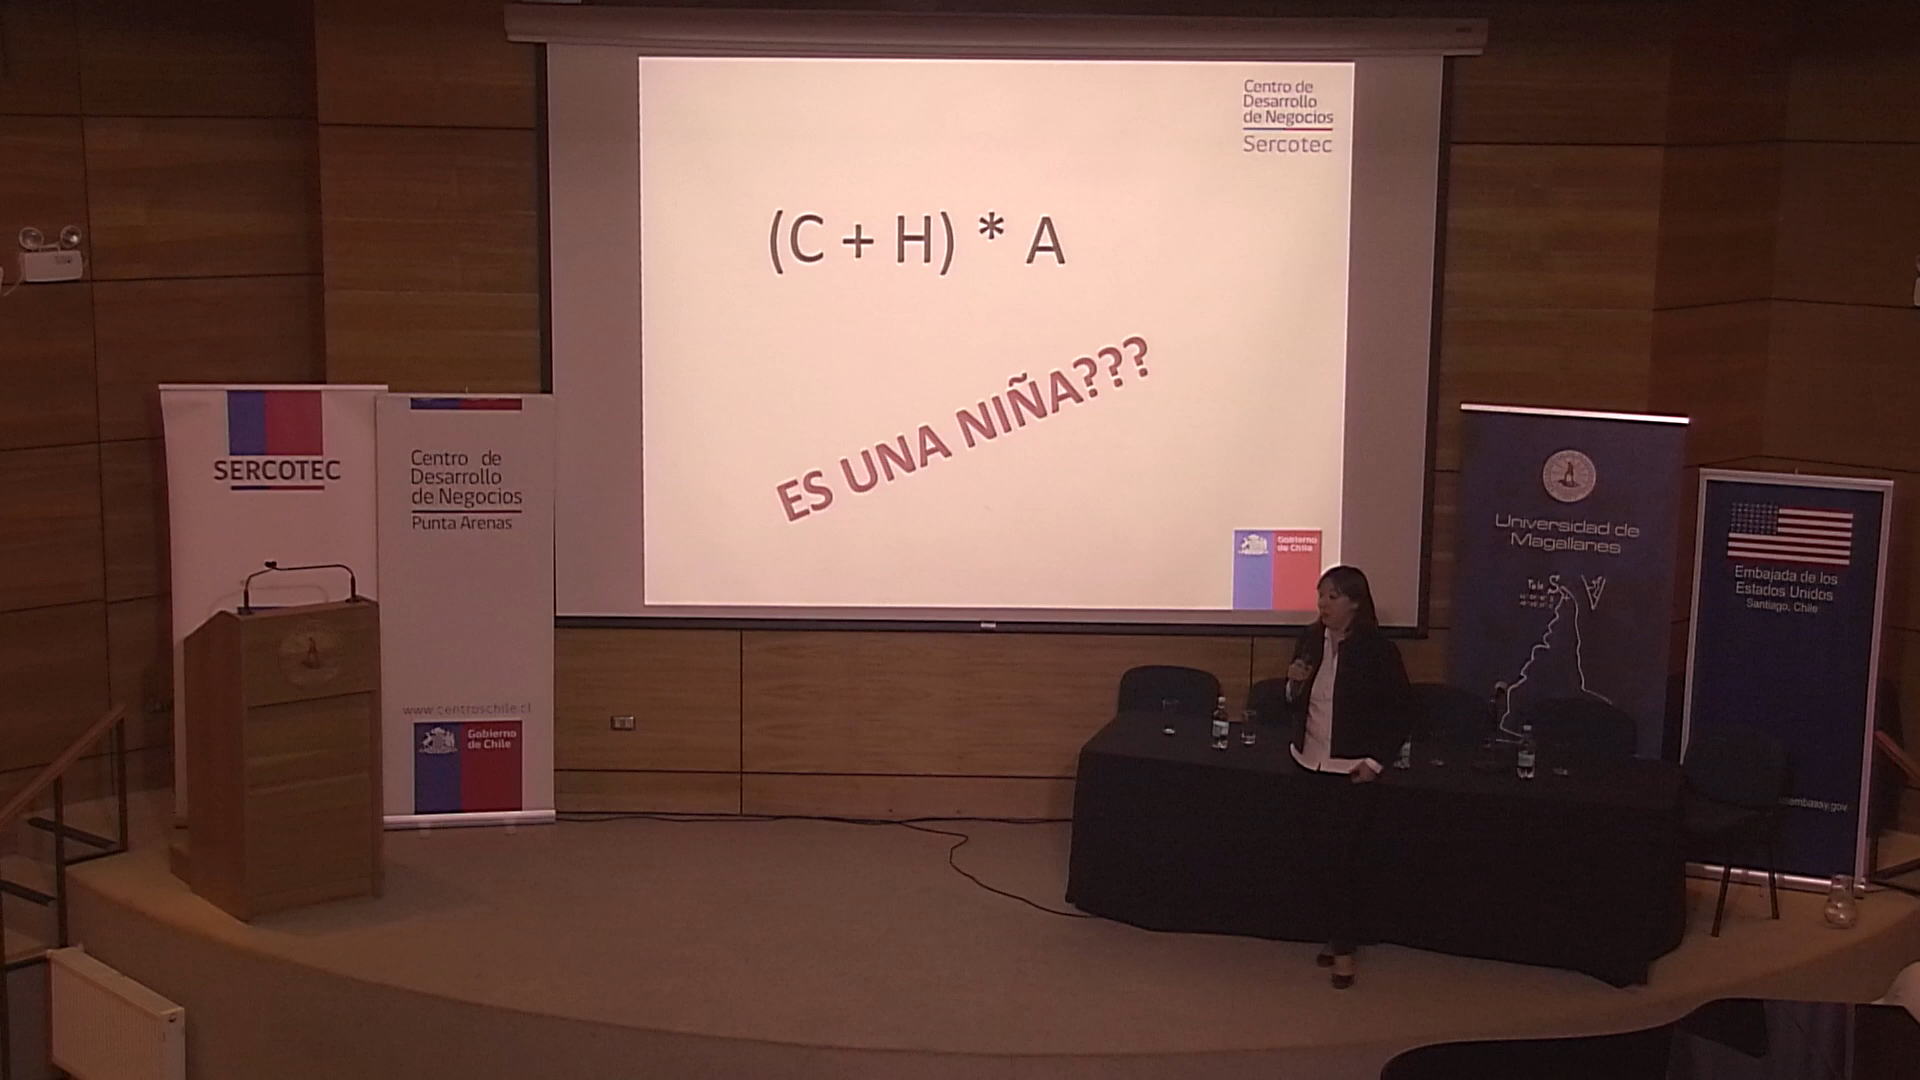 Centro de
Desarrollo
de Negocios
Sercotec
(C + H) * A
ES UNA NIÑA???
Gobierno
de Chile
SERCOTEC
Centro de
Desarrollo
de Negocios
Punta Arenas
www.centroschile.cl
Gobierno
de Chile
Universidad de
Magallanes
Embajada de los
Estados Unidos
Santiago, Chile